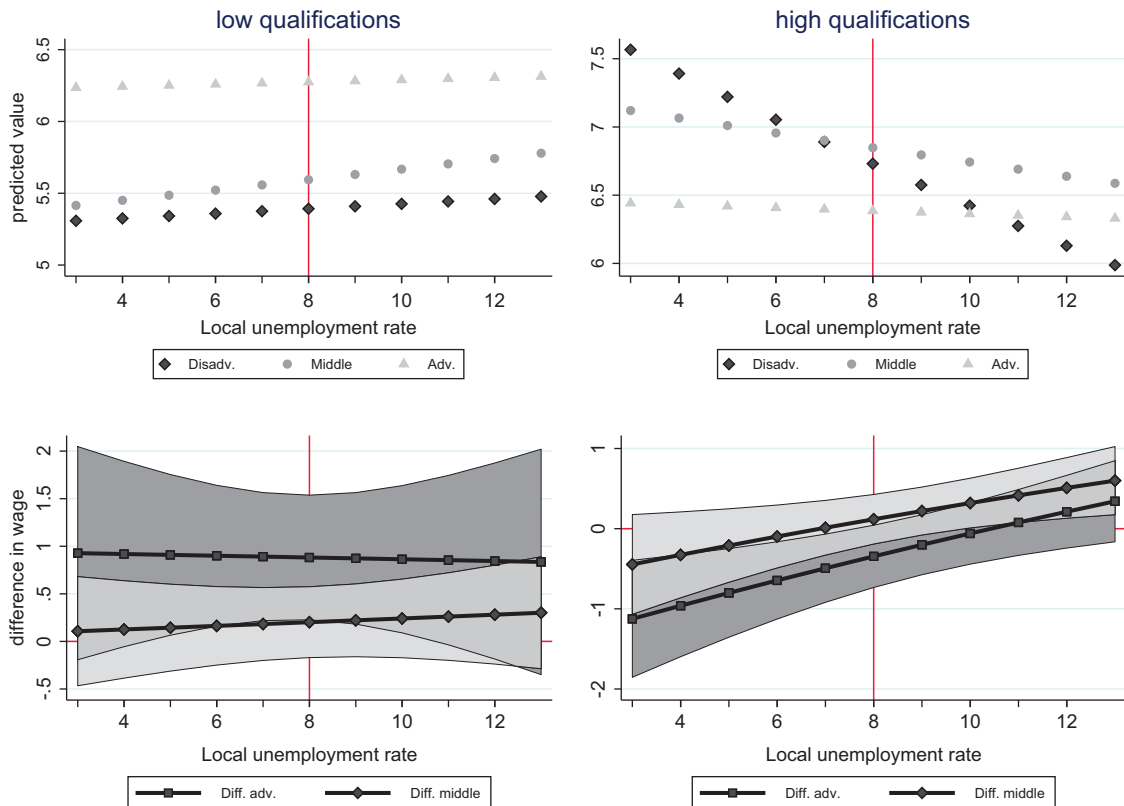 low qualifications
high qualifications
predicted value
6.5
6
5.5
5
4 6 8 10 12
Local unemployment rate
Disadv. Middle Adv.
7.5
7
6.5
6
4 6 8 10 12
Local unemployment rate
Disadv. Middle Adv.
difference in wage
2
1.5
1
.5
0
-.5
4 6 8 10 12
Local unemployment rate
Diff. adv. Diff. middle
1
0
-1
-2
4 6 8 10 12
Local unemployment rate
Diff. adv. Diff. middle